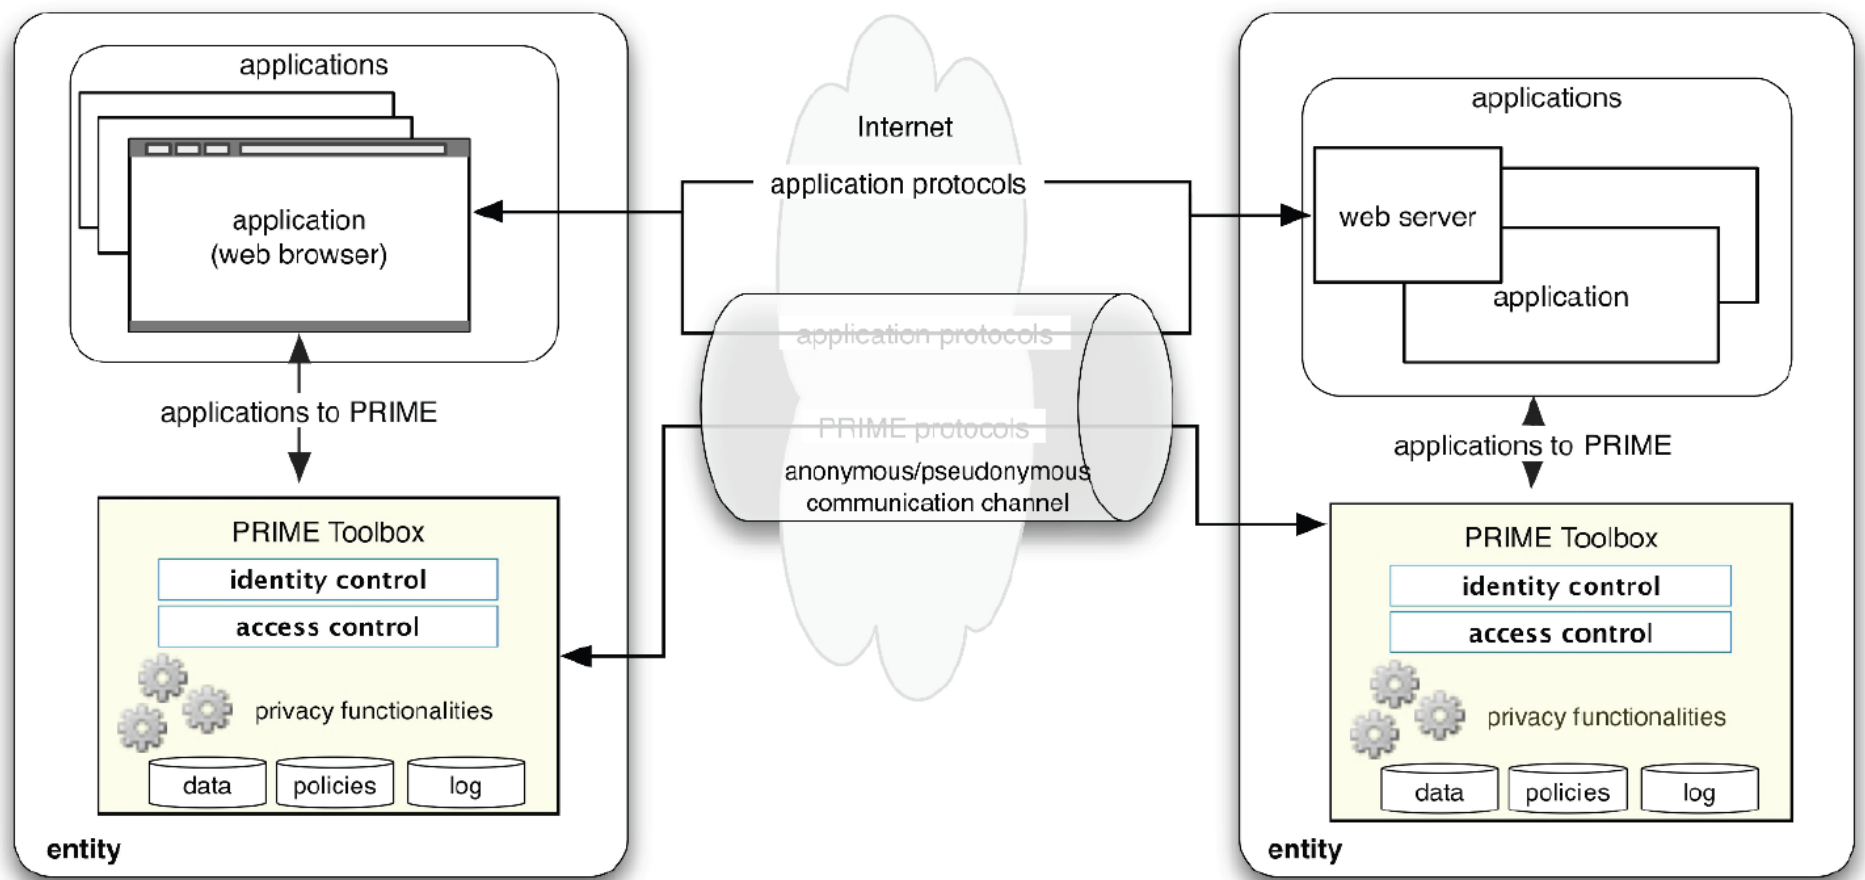 applications
application
(web browser)
applications to PRIME
PRIME Toolbox
identity control
access control
privacy functionalities
data
policies
log
entity
Internet
application protocols
application protocols
PRIME protocols
anonymous/pseudonymous
communication channel
applications
web server
application
applications to PRIME
PRIME Toolbox
identity control
access control
privacy functionalities
data
policies
log
entity